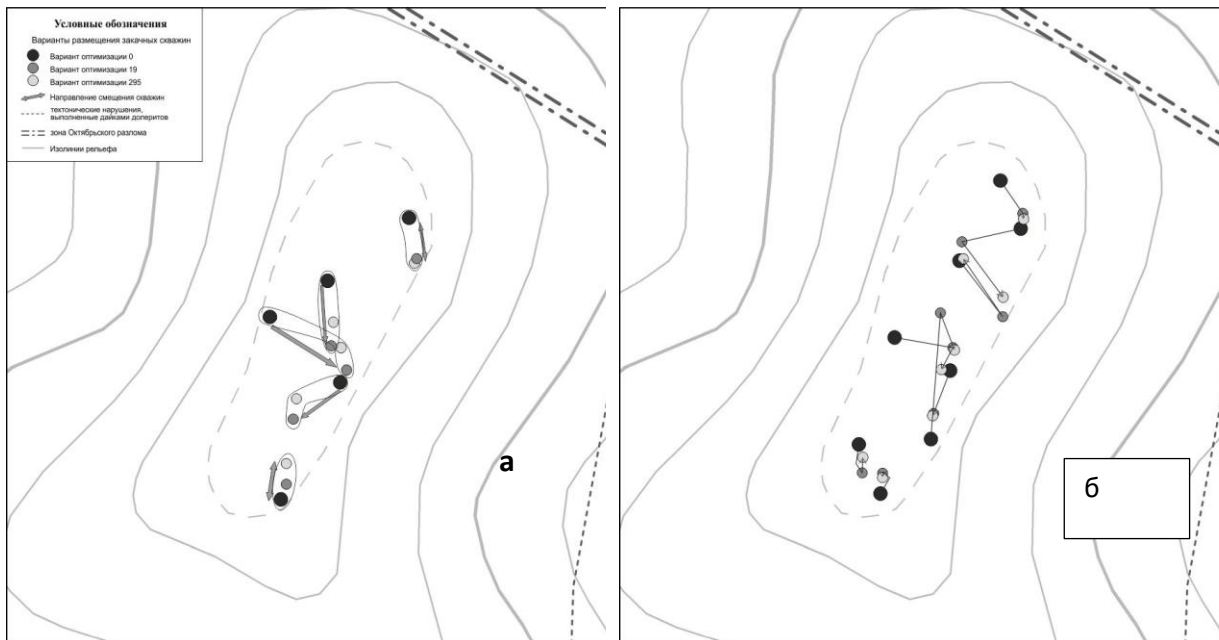 Условные обозначения
Варианты размещения закачных скважин
Вариант оптимизации 0
Вариант оптимизации 19
Вариант оптимизации 295
Направление смещения скважин
тектонические нарушения,
выполненные дайками долеритов
зона Октябрьского разлома
Изолинии рельефа
а
б